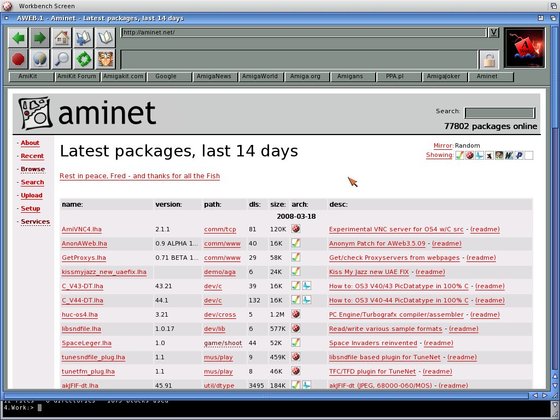 Workbench Screen
AWEB.1 - Aminet - Latest packages, last 14 days
http://aminet.net/
V
AmiKit AmiKit Forum Amigakit.com Google AmigaNews AmigaWorld Amiga.org Amigans PPA.pl AmigaJoker Aminet
aminet
Search:
77802 packages online
About
Recent
Browse
Search
Upload
Setup
Services
Latest packages, last 14 days
Mirror: Random
Showing:
Rest in peace, Fred - and thanks for all the Fish
name: version: path: dls: size: arch: desc:
2008-03-18
AmiVNC4.lha 2.1.1 comm/tcp 81 120K Experimental VNC server for OS4 w/C src - (readme)
AnonAWeb.lha 0.9 ALPHA 1... comm/www 40 16K Anonym Patch for AWeb3.5.09 - (readme)
GetProxys.lha 0.71 BETA 1... comm/www 29 58K Get/check Proxyservers from webpages - (readme)
kissmyjazz_new_uaefix.lha demo/aga 6 24K Kiss My Jazz new UAE FIX - (readme)
C_V43-DT.lha 43.21 dev/c 39 16K How to: OS3 V40-43 PicDatatype in 100% C - (readme)
C_V44-DT.lha 44.1 dev/c 132 16K How to: OS3 V40-44 PicDatatype in 100% C - (readme)
huc-os4.lha 3.21 dev/cross 5 1.2M PC Engine/Turbografx compiler/assembler - (readme)
libsndfile.lha 1.0.17 dev/lib 6 577K Read/write various sample formats - (readme)
SpaceLeger.lha 1.0 game/shoot 44 52K Space Invaders reinvented - (readme)
tunesndfile_plug.lha 1.1 mus/play 9 459K libsndfile based plugin for TuneNet - (readme)
tunetfm_plug.lha 1.1 mus/play 8 46K TFC/TFD plugin for TuneNet - (readme)
akJFIF-dt.lha 45.91 util/dtype 3495 184K akJFIF-dt (JPEG, 68000-060/MOS) - (readme)
4.Work:>